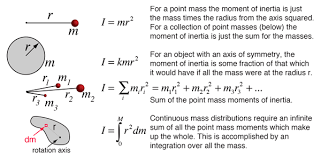 r
m
I = mr²
For a point mass the moment of inertia is just
the mass times the radius from the axis squared.
For a collection of point masses (below) the
moment of inertia is just the sum for the masses.
r
m
I = kmr²
For an object with an axis of symmetry, the
moment of inertia is some fraction of that which
it would have if all the mass were at the radius r.
r₁ m₁
r₃ r₂ m₂
m₃
I = ∑ᵢ mᵢrᵢ² = m₁r₁² + m₂r₂² + m₃r₃² + ...
Sum of the point mass moments of inertia.
r
dm
rotation axis
I = ∫₀ᴹ r²dm
Continuous mass distributions require an infinite
sum of all the point mass moments which make
up the whole. This is accomplished by an
integration over all the mass.